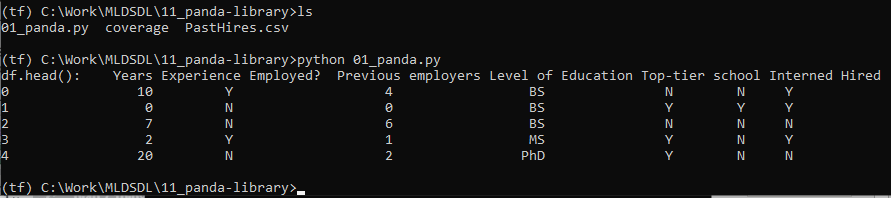 (tf) C:\Work\MLDSDL\11_panda-library>ls
01_panda.py  coverage  PastHires.csv
(tf) C:\Work\MLDSDL\11_panda-library>python 01_panda.py
df.head():    Years Experience Employed?  Previous employers Level of Education Top-tier school Interned Hired
0                10         Y                   4                 BS               N        N     Y
1                 0         N                   0                 BS               Y        Y     Y
2                 7         N                   6                 BS               N        N     N
3                 2         Y                   1                 MS               Y        N     Y
4                20         N                   2                PhD               Y        N     N
(tf) C:\Work\MLDSDL\11_panda-library>